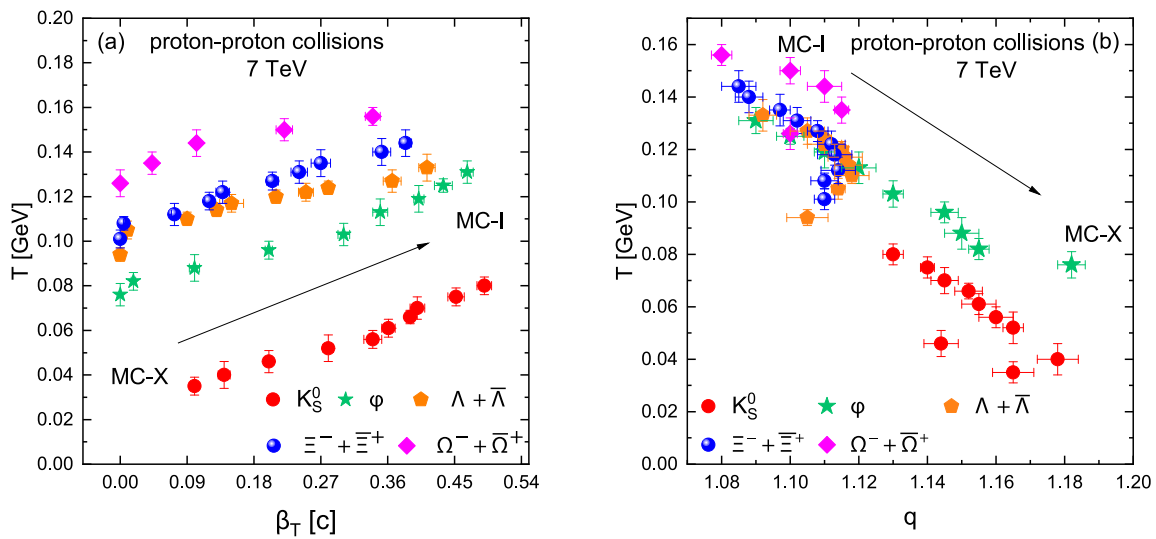 (a)
proton-proton collisions
7 TeV
T [GeV]
0.20
0.18
0.16
0.14
0.12
0.10
0.08
0.06
0.04
0.02
0.00
MC-I
MC-X
K⁰_S
φ
Λ + Λ̅
Ξ⁻ + Ξ̅⁺
Ω⁻ + Ω̅⁺
0.00 0.09 0.18 0.27 0.36 0.45 0.54
β_T [c]
MC-I proton-proton collisions (b)
7 TeV
T [GeV]
0.16
0.14
0.12
0.10
0.08
0.06
0.04
0.02
0.00
MC-X
K⁰_S
φ
Λ + Λ̅
Ξ⁻ + Ξ̅⁺
Ω⁻ + Ω̅⁺
1.08 1.10 1.12 1.14 1.16 1.18 1.20
q